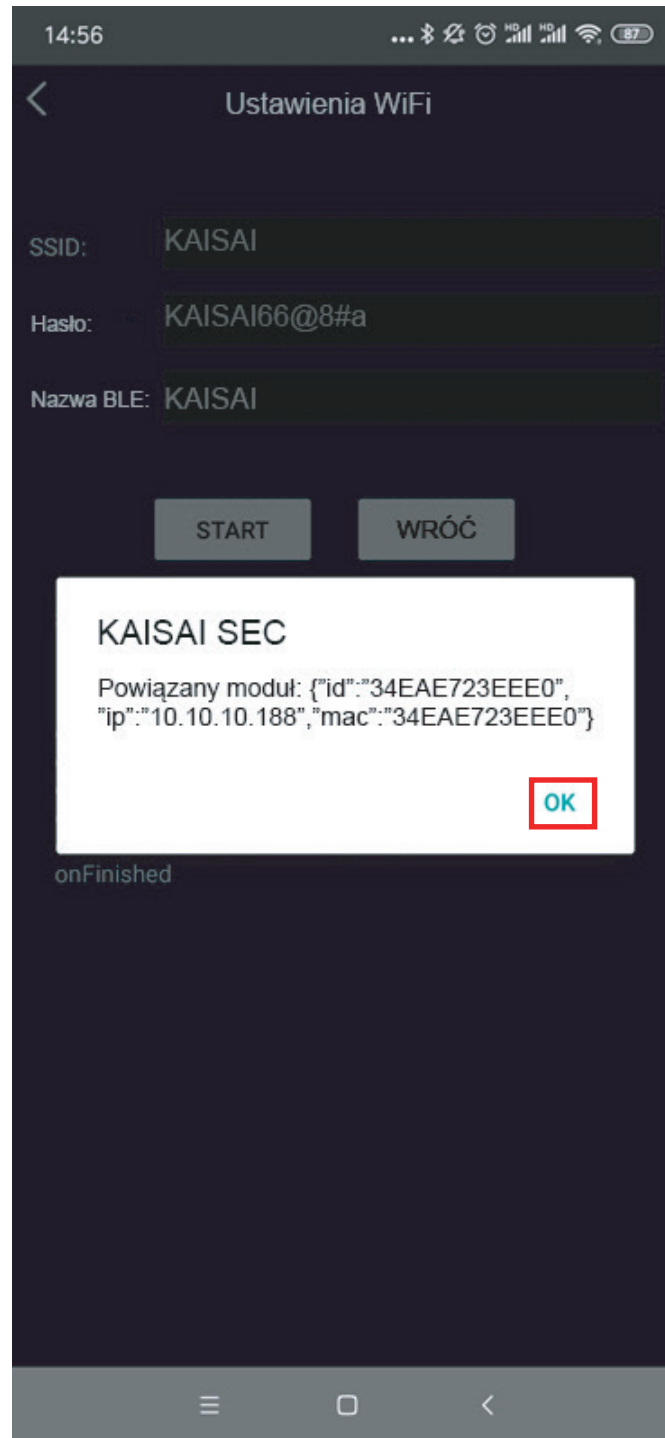 14:56
87
Ustawienia WiFi
SSID: KAISAI
Hasło: KAISAI66@8#a
Nazwa BLE: KAISAI
START WRÓĆ
KAISAI SEC
Powiązany moduł: {"id":"34EAE723EEE0",
"ip":"10.10.10.188","mac":"34EAE723EEE0"}
OK
onFinished